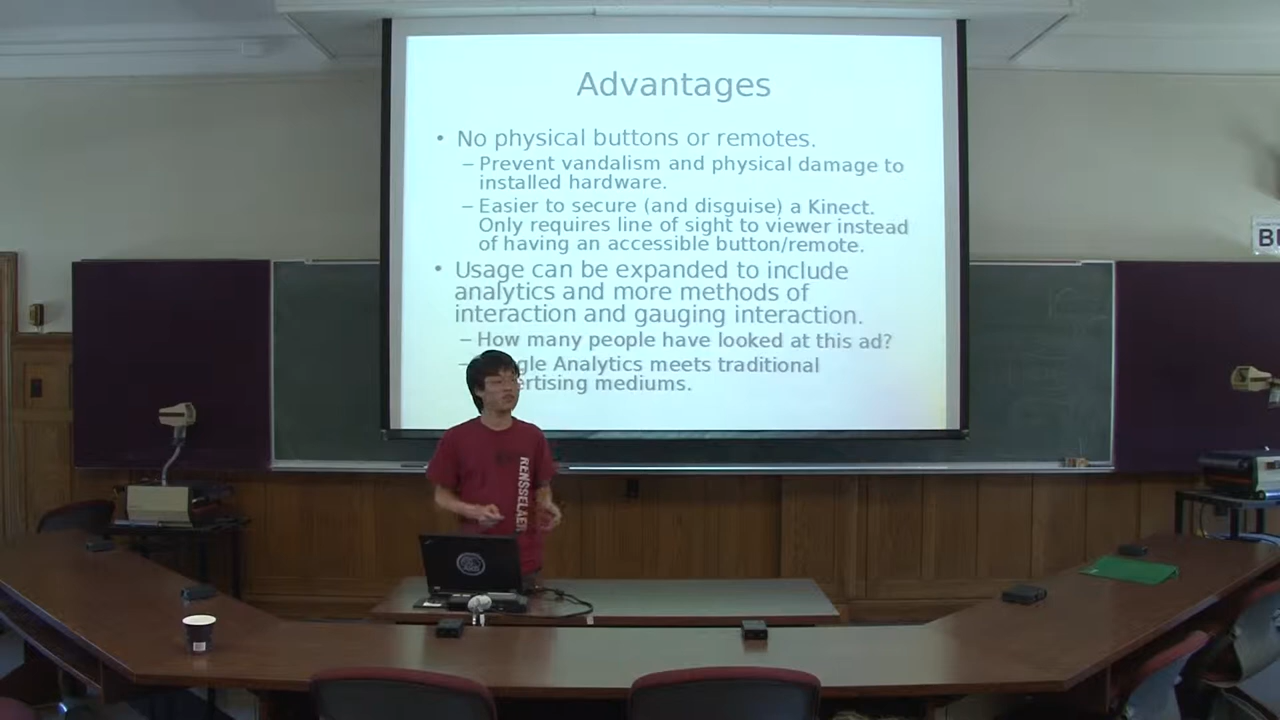 Advantages
• No physical buttons or remotes.
– Prevent vandalism and physical damage to
installed hardware.
– Easier to secure (and disguise) a Kinect.
Only requires line of sight to viewer instead
of having an accessible button/remote.
• Usage can be expanded to include
analytics and more methods of
interaction and gauging interaction.
– How many people have looked at this ad?
– Analytics meets traditional
mediums.
RENSSELAER